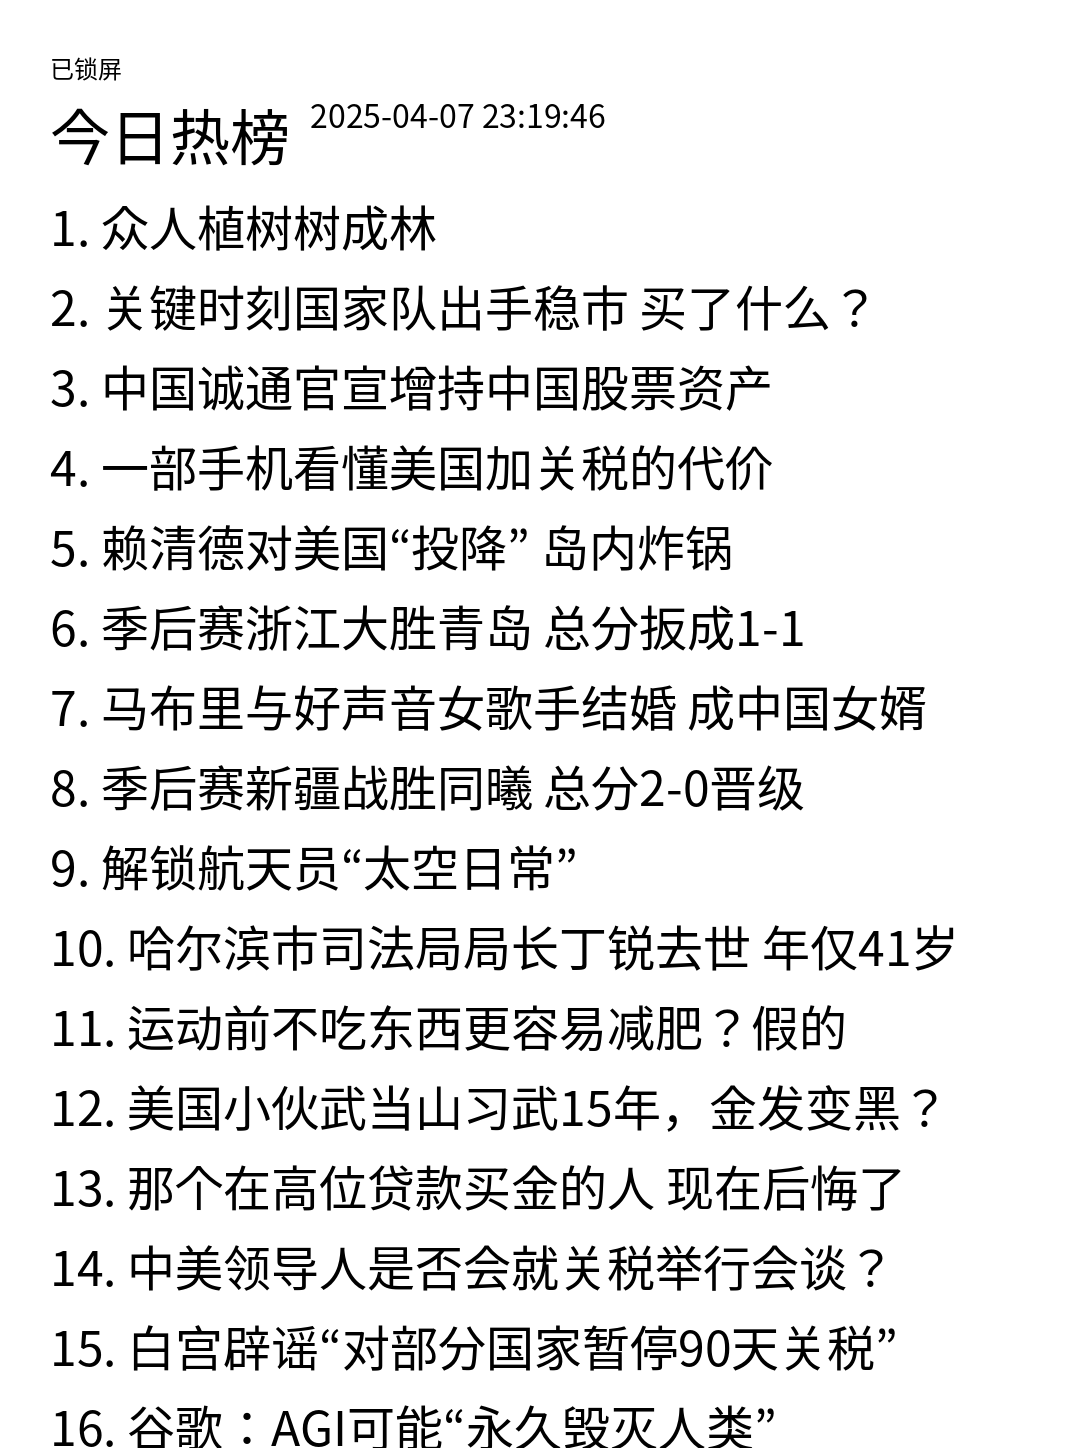 已锁屏
今日热榜 2025-04-07 23:19:46
1. 众人植树树成林
2. 关键时刻国家队出手稳市 买了什么？
3. 中国诚通官宣增持中国股票资产
4. 一部手机看懂美国加关税的代价
5. 赖清德对美国“投降” 岛内炸锅
6. 季后赛浙江大胜青岛 总分扳成1-1
7. 马布里与好声音女歌手结婚 成中国女婿
8. 季后赛新疆战胜同曦 总分2-0晋级
9. 解锁航天员“太空日常”
10. 哈尔滨市司法局局长丁锐去世 年仅41岁
11. 运动前不吃东西更容易减肥？假的
12. 美国小伙武当山习武15年，金发变黑？
13. 那个在高位贷款买金的人 现在后悔了
14. 中美领导人是否会就关税举行会谈？
15. 白宫辟谣“对部分国家暂停90天关税”
16. 谷歌：AGI可能“永久毁灭人类”